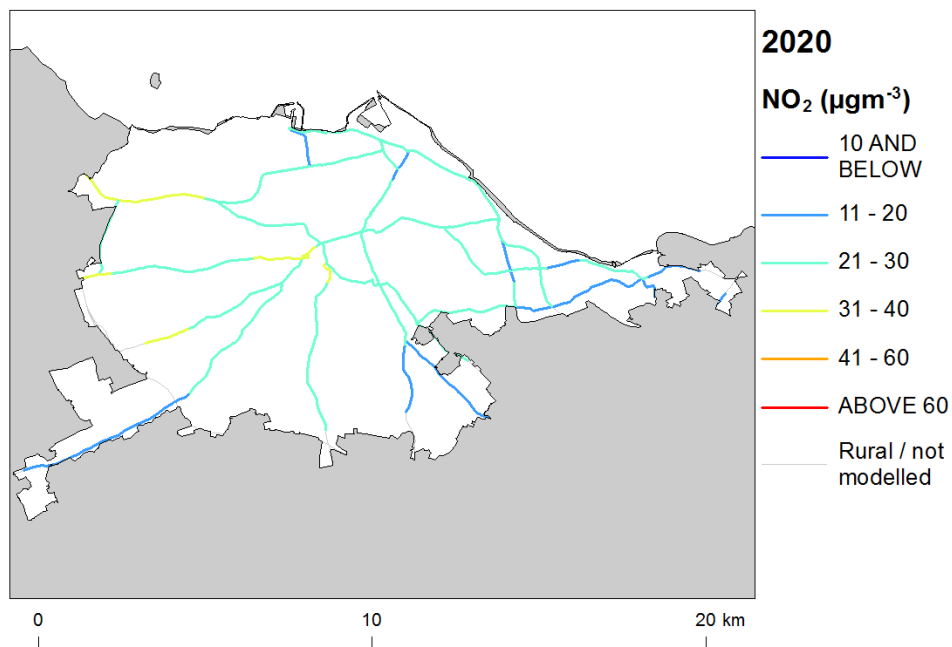 2020
NO₂ (µgm⁻³)
10 AND
BELOW
11 - 20
21 - 30
31 - 40
41 - 60
ABOVE 60
Rural / not
modelled
0 10 20 km